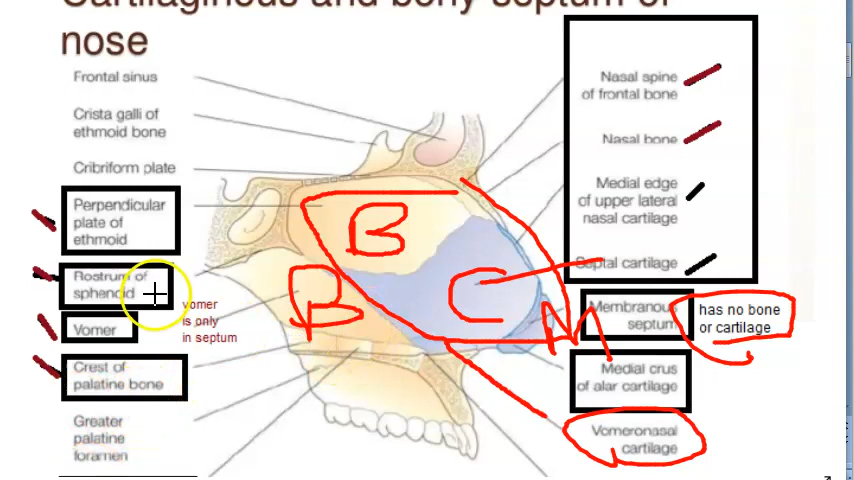 Cartilaginous and bony septum of
nose
Frontal sinus
Crista galli of
ethmoid bone
Cribriform plate
Perpendicular
plate of
ethmoid
Rostrum of
sphenoid
vomer
is only
in septum
Vomer
Crest of
palatine bone
Greater
palatine
foramen
B
B
C
M
Nasal spine
of frontal bone
Nasal bone
Medial edge
of upper lateral
nasal cartilage
Septal cartilage
Membranous
septum
has no bone
or cartilage
Medial crus
of alar cartilage
Vomeronasal
cartilage